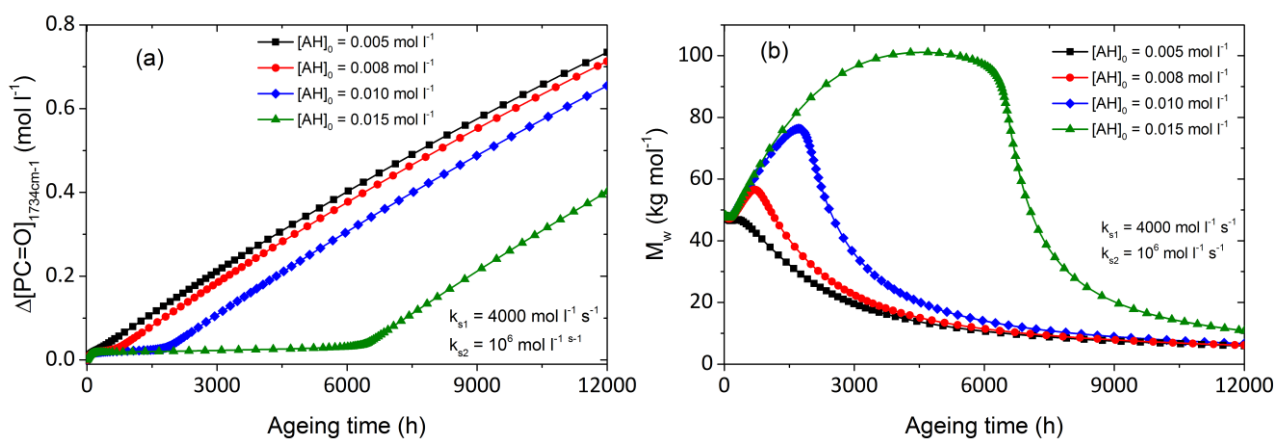 (a)
[AH]₀ = 0.005 mol l⁻¹
[AH]₀ = 0.008 mol l⁻¹
[AH]₀ = 0.010 mol l⁻¹
[AH]₀ = 0.015 mol l⁻¹
Δ[PC=O]₁₇₃₄cm₋₁ (mol l⁻¹)
0.8
0.6
0.4
0.2
0.0
kₛ₁ = 4000 mol l⁻¹ s⁻¹
kₛ₂ = 10⁶ mol l⁻¹ ˢ⁻¹
0 3000 6000 9000 12000
Ageing time (h)
(b)
[AH]₀ = 0.005 mol l⁻¹
[AH]₀ = 0.008 mol l⁻¹
[AH]₀ = 0.010 mol l⁻¹
[AH]₀ = 0.015 mol l⁻¹
M_w (kg mol⁻¹)
100
80
60
40
20
0
kₛ₁ = 4000 mol l⁻¹ s⁻¹
kₛ₂ = 10⁶ mol l⁻¹ s⁻¹
0 3000 6000 9000 12000
Ageing time (h)